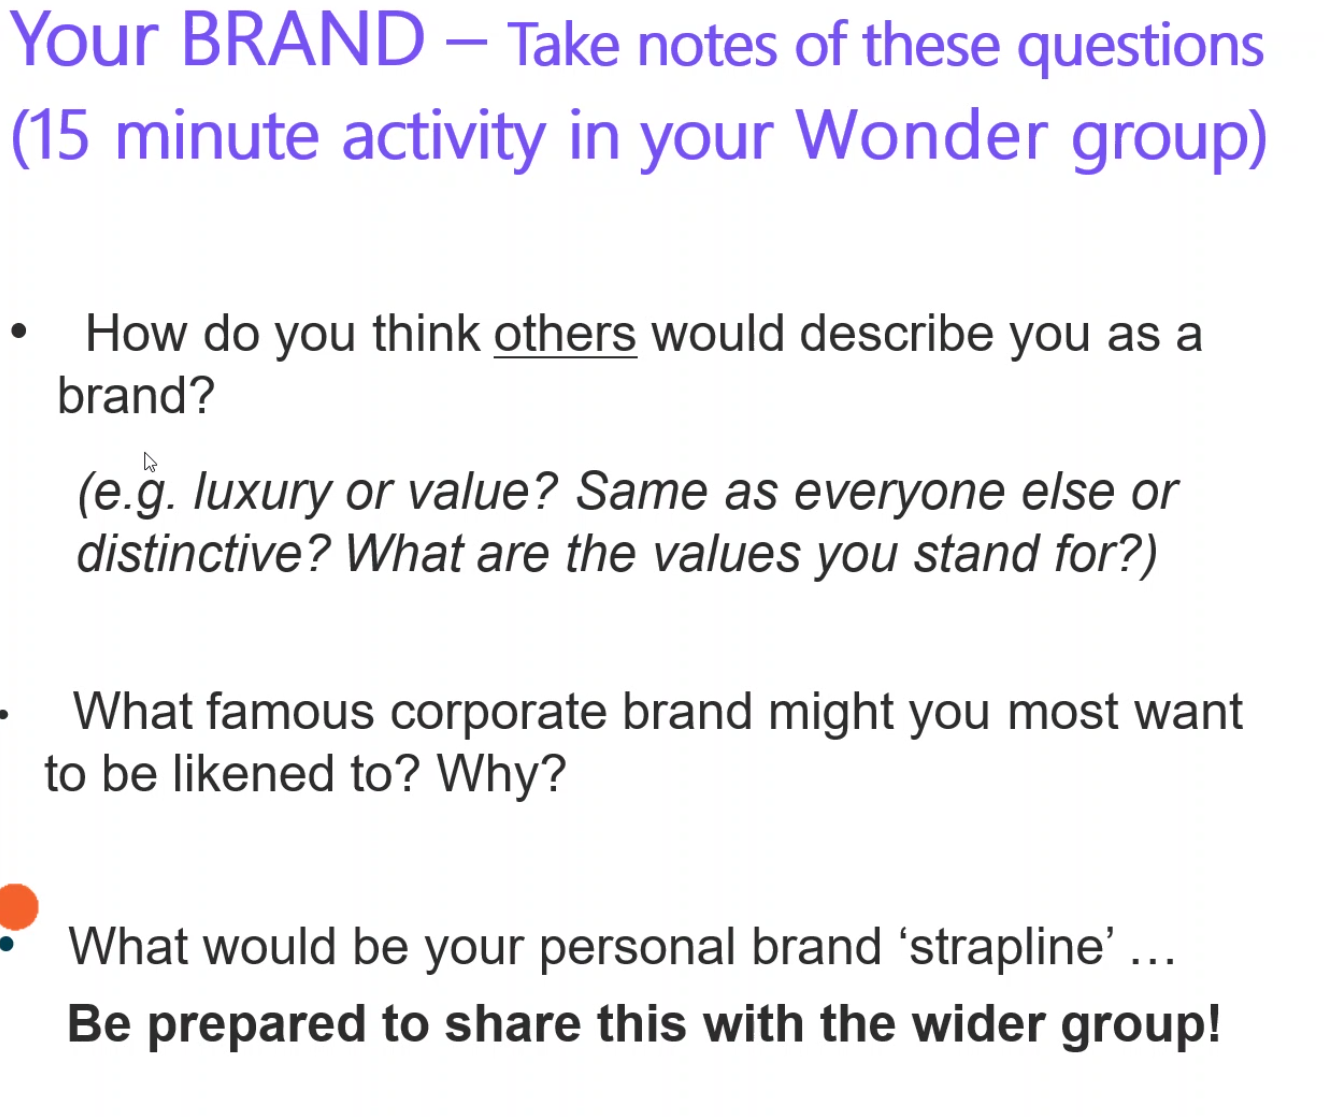 Your BRAND – Take notes of these questions
(15 minute activity in your Wonder group)
• How do you think others would describe you as a
brand?
(e.g. luxury or value? Same as everyone else or
distinctive? What are the values you stand for?)
• What famous corporate brand might you most want
to be likened to? Why?
• What would be your personal brand ‘strapline’ …
Be prepared to share this with the wider group!